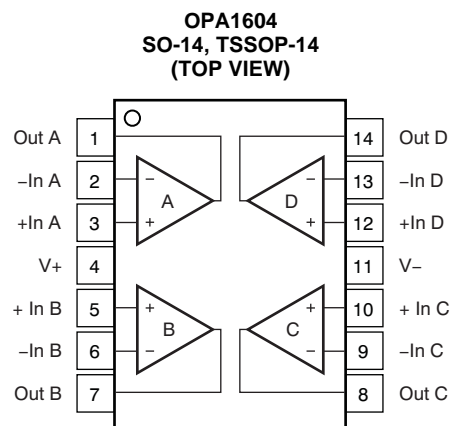 OPA1604
SO-14, TSSOP-14
(TOP VIEW)
Out A 1 14 Out D
−In A 2 − − 13 −In D
A D
+In A 3 + + 12 +In D
V+ 4 11 V−
+ In B 5 + + 10 + In C
B C
−In B 6 − − 9 −In C
Out B 7 8 Out C